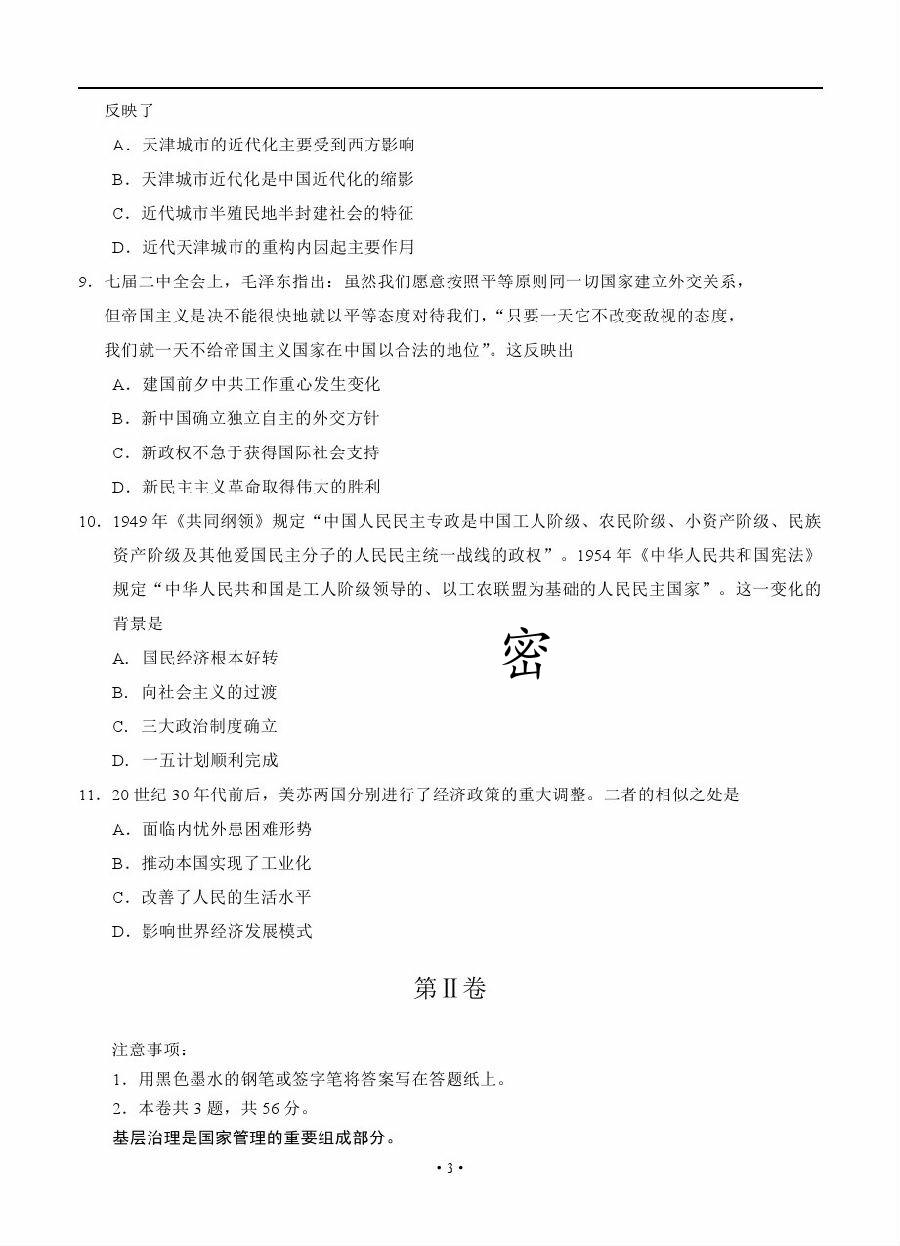 反映了
A．天津城市的近代化主要受到西方影响
B．天津城市近代化是中国近代化的缩影
C．近代城市半殖民地半封建社会的特征
D．近代天津城市的重构内因起主要作用
9．七届二中全会上，毛泽东指出：虽然我们愿意按照平等原则同一切国家建立外交关系，
但帝国主义是决不能很快地就以平等态度对待我们，“只要一天它不改变敌视的态度，
我们就一天不给帝国主义国家在中国以合法的地位”。这反映出
A．建国前夕中共工作重心发生变化
B．新中国确立独立自主的外交方针
C．新政权不急于获得国际社会支持
D．新民主主义革命取得伟大的胜利
10．1949 年《共同纲领》规定“中国人民民主专政是中国工人阶级、农民阶级、小资产阶级、民族
资产阶级及其他爱国民主分子的人民民主统一战线的政权”。1954 年《中华人民共和国宪法》
规定“中华人民共和国是工人阶级领导的、以工农联盟为基础的人民民主国家”。这一变化的
背景是
密
A．国民经济根本好转
B．向社会主义的过渡
C．三大政治制度确立
D．一五计划顺利完成
11．20 世纪 30 年代前后，美苏两国分别进行了经济政策的重大调整。二者的相似之处是
A．面临内忧外患困难形势
B．推动本国实现了工业化
C．改善了人民的生活水平
D．影响世界经济发展模式
第Ⅱ卷
注意事项：
1．用黑色墨水的钢笔或签字笔将答案写在答题纸上。
2．本卷共 3 题，共 56 分。
基层治理是国家管理的重要组成部分。
• 3 •